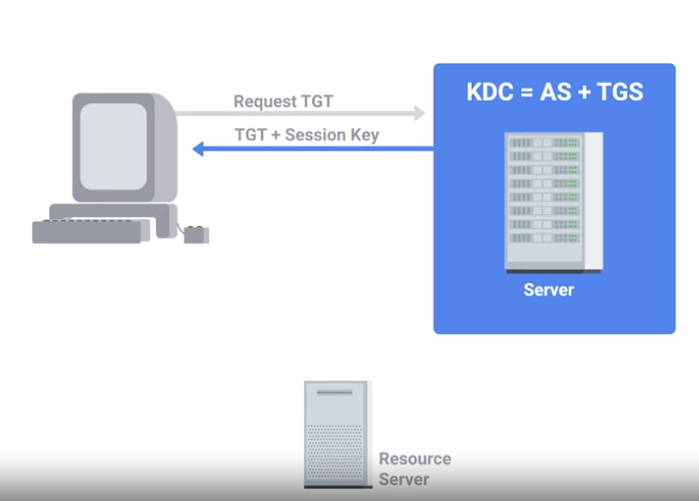 KDC = AS + TGS
Request TGT
TGT + Session Key
Server
Resource
Server